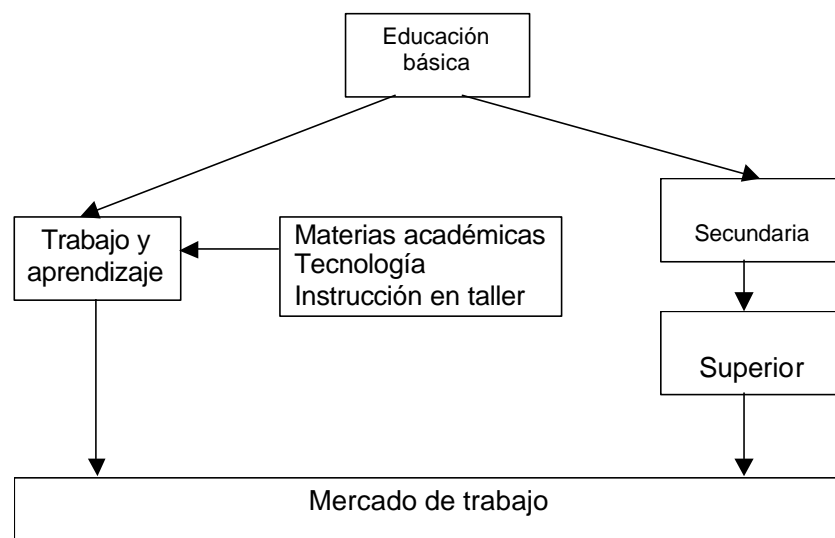 Educación
básica
Trabajo y
aprendizaje
Materias académicas
Tecnología
Instrucción en taller
Secundaria
Superior
Mercado de trabajo